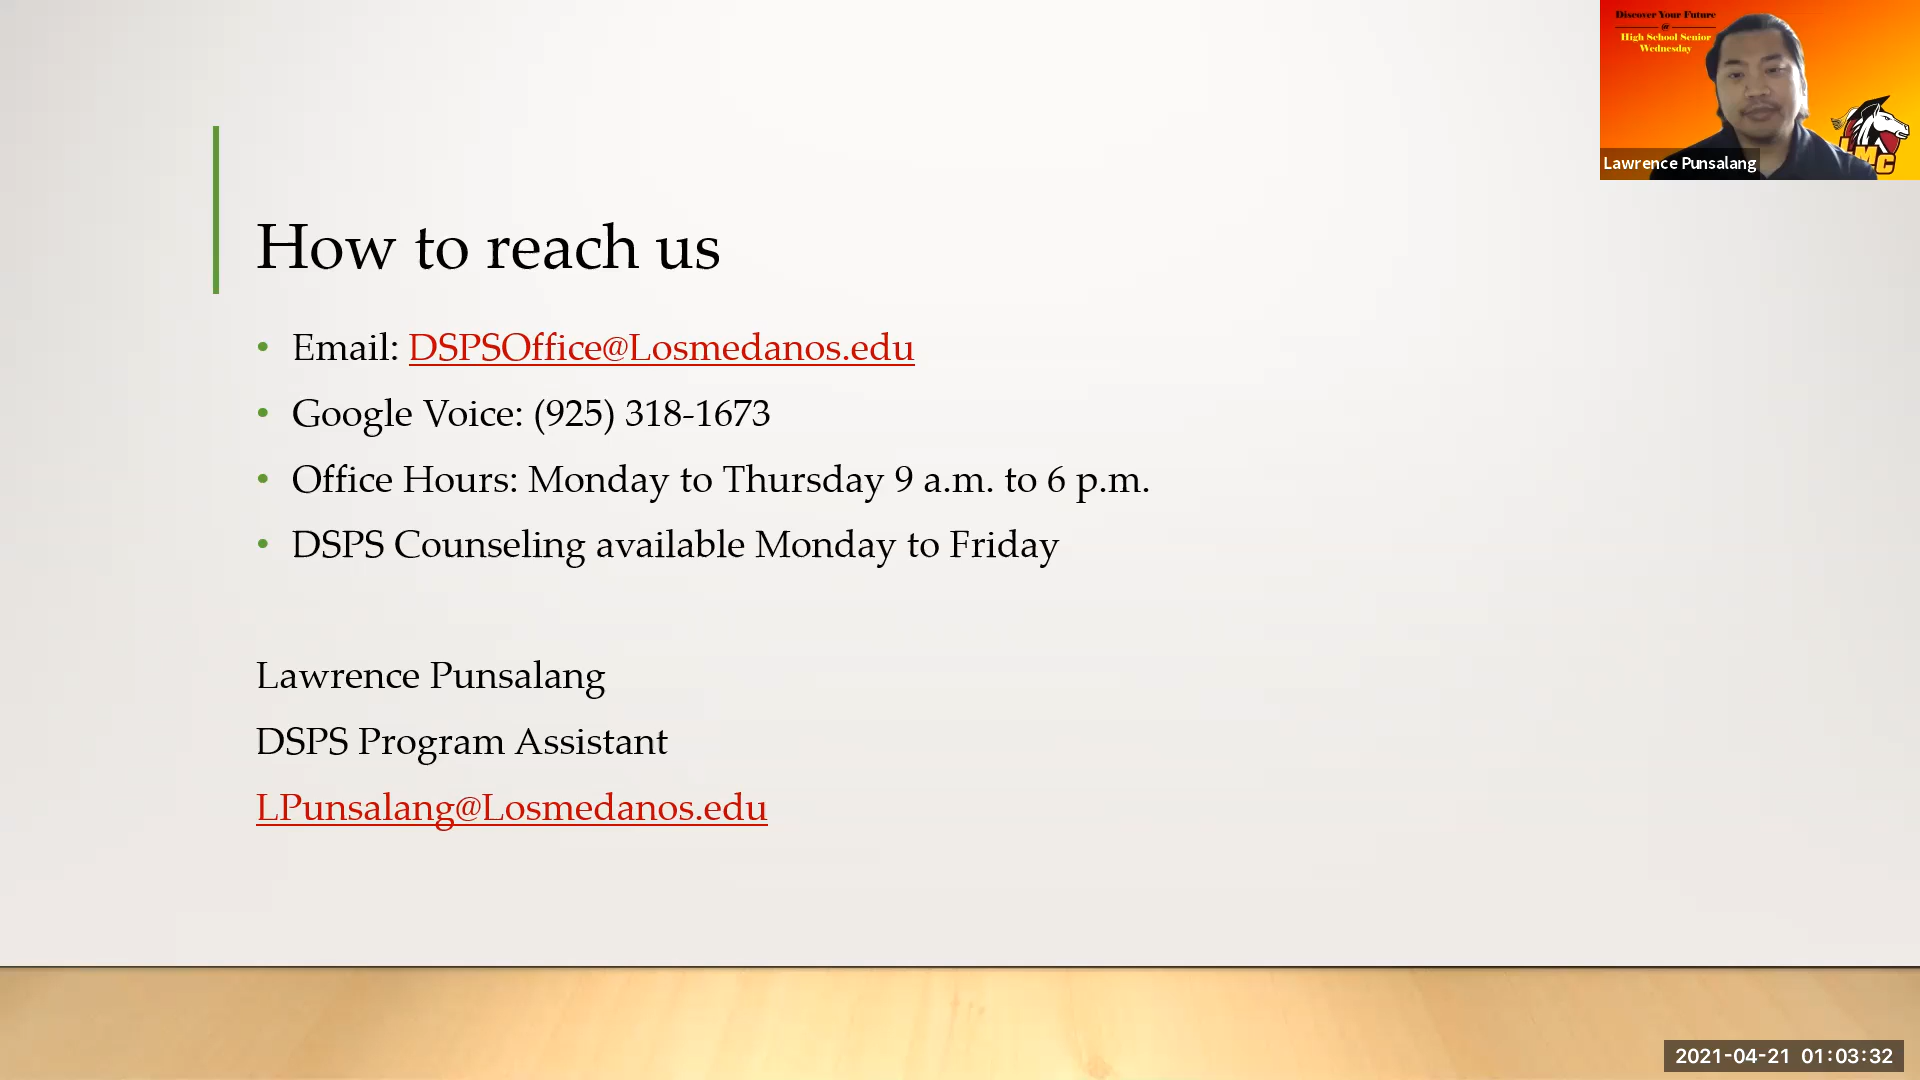 Discover Your Future
@
High School Senior
Wednesday
LMC
Lawrence Punsalang
How to reach us
• Email: DSPSOffice@Losmedanos.edu
• Google Voice: (925) 318-1673
• Office Hours: Monday to Thursday 9 a.m. to 6 p.m.
• DSPS Counseling available Monday to Friday
Lawrence Punsalang
DSPS Program Assistant
LPunsalang@Losmedanos.edu
2021-04-21 01:03:32